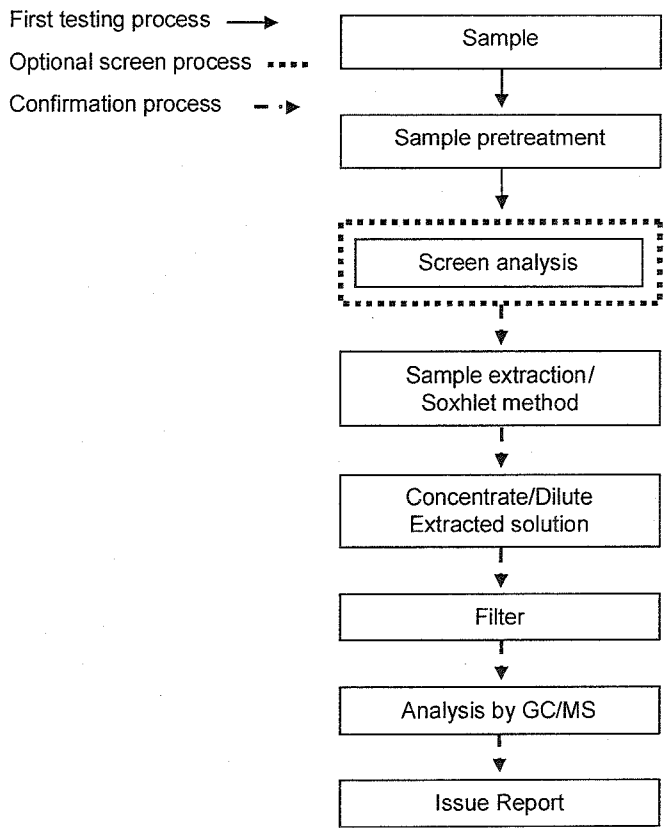 First testing process
Optional screen process
Confirmation process
Sample
Sample pretreatment
Screen analysis
Sample extraction/
Soxhlet method
Concentrate/Dilute
Extracted solution
Filter
Analysis by GC/MS
Issue Report